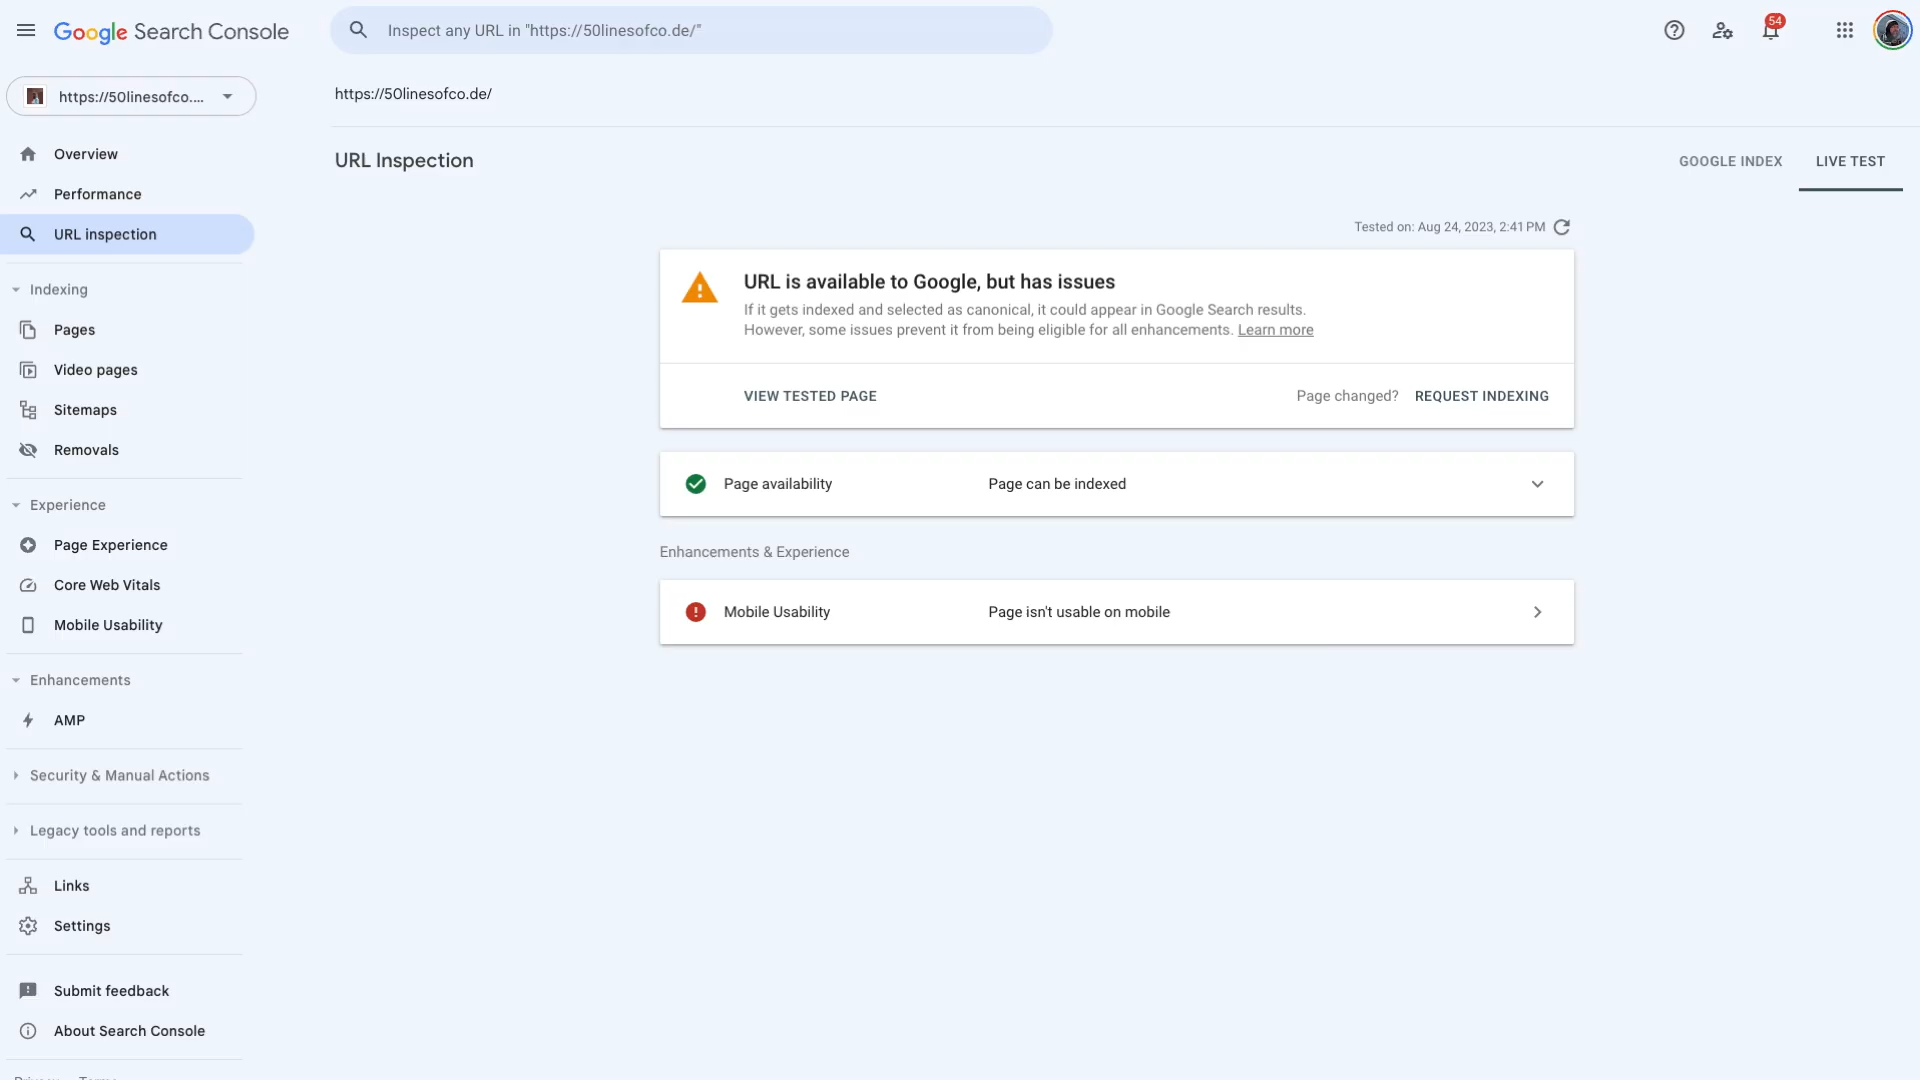 Google Search Console
Inspect any URL in "https://50linesofco.de/"
54
https://50linesofco....
https://50linesofco.de/
Overview
Performance
URL inspection
Indexing
Pages
Video pages
Sitemaps
Removals
Experience
Page Experience
Core Web Vitals
Mobile Usability
Enhancements
AMP
Security & Manual Actions
Legacy tools and reports
Links
Settings
Submit feedback
About Search Console
Privacy Terms
URL Inspection
GOOGLE INDEX
LIVE TEST
Tested on: Aug 24, 2023, 2:41 PM
URL is available to Google, but has issues
If it gets indexed and selected as canonical, it could appear in Google Search results.
However, some issues prevent it from being eligible for all enhancements. Learn more
VIEW TESTED PAGE
Page changed? REQUEST INDEXING
Page availability Page can be indexed
Enhancements & Experience
Mobile Usability Page isn't usable on mobile